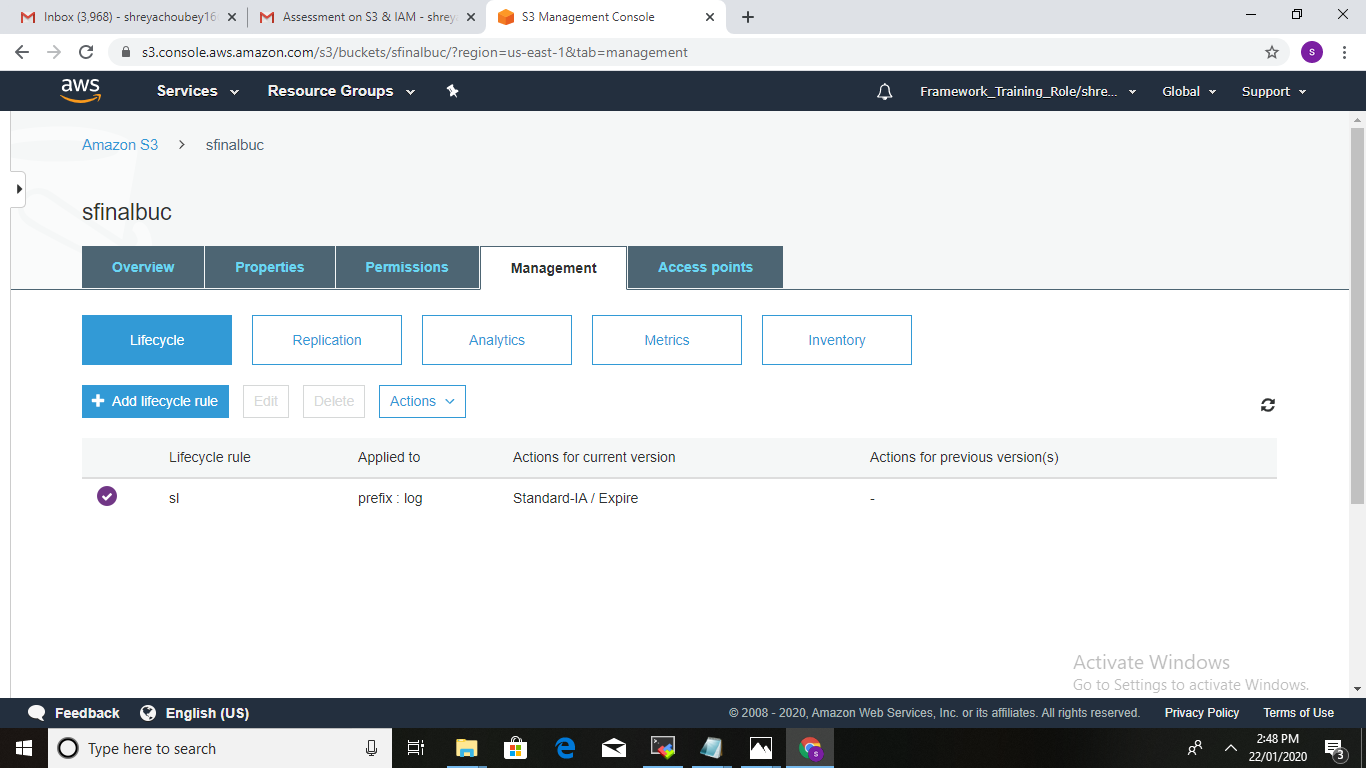 Inbox (3,968) - shreyachoubey16
Assessment on S3 & IAM - shrey
S3 Management Console
s3.console.aws.amazon.com/s3/buckets/sfinalbuc/?region=us-east-1&tab=management
s
aws
Services
Resource Groups
Framework_Training_Role/shre...
Global
Support
Amazon S3 > sfinalbuc
sfinalbuc
Overview
Properties
Permissions
Management
Access points
Lifecycle
Replication
Analytics
Metrics
Inventory
+ Add lifecycle rule
Edit
Delete
Actions
Lifecycle rule
Applied to
Actions for current version
Actions for previous version(s)
sl
prefix : log
Standard-IA / Expire
-
Activate Windows
Go to Settings to activate Windows.
Feedback
English (US)
© 2008 - 2020, Amazon Web Services, Inc. or its affiliates. All rights reserved.
Privacy Policy
Terms of Use
Type here to search
s
2:48 PM
22/01/2020
3